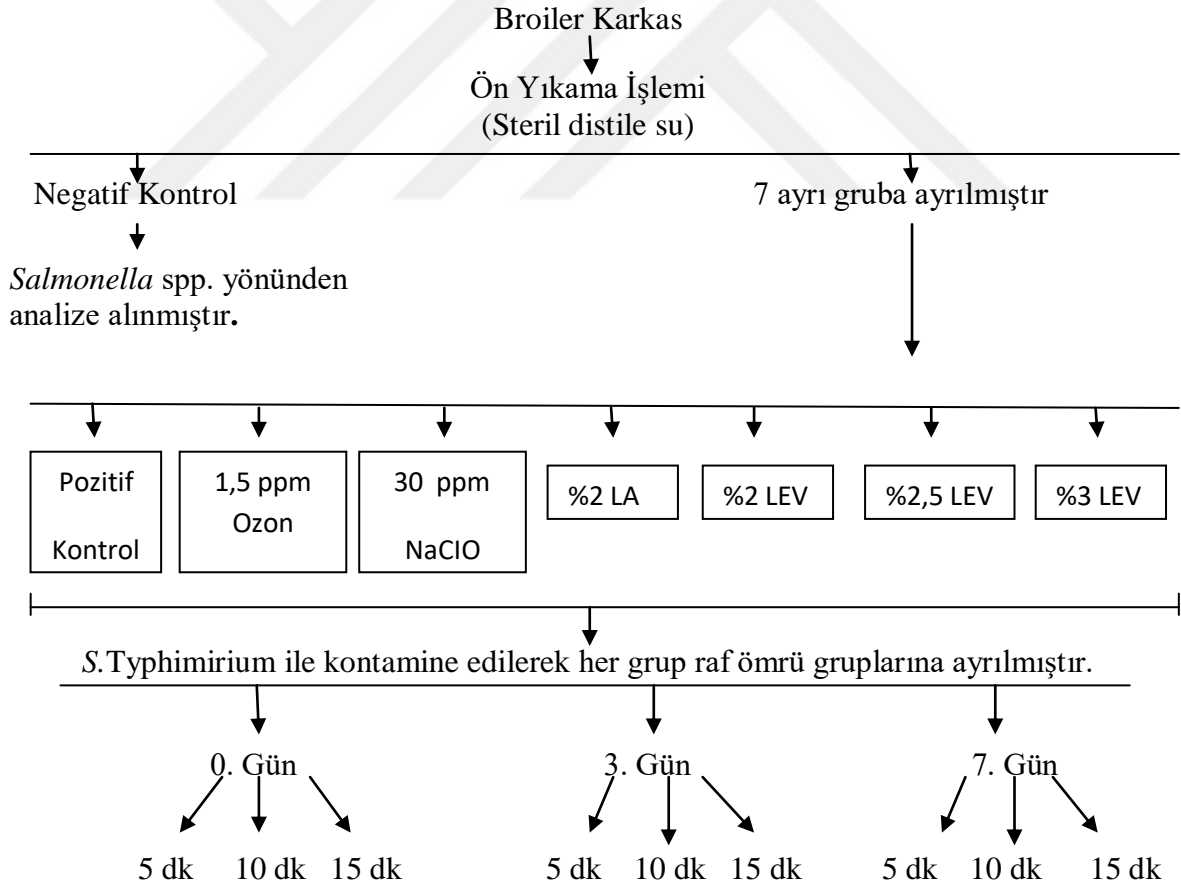 Broiler Karkas
Ön Yıkama İşlemi
(Steril distile su)
Negatif Kontrol
7 ayrı gruba ayrılmıştır
Salmonella spp. yönünden
analize alınmıştır.
Pozitif
Kontrol
1,5 ppm
Ozon
30 ppm
NaCIO
%2 LA
%2 LEV
%2,5 LEV
%3 LEV
S.Typhimirium ile kontamine edilerek her grup raf ömrü gruplarına ayrılmıştır.
0. Gün
3. Gün
7. Gün
5 dk 10 dk 15 dk
5 dk 10 dk 15 dk
5 dk 10 dk 15 dk